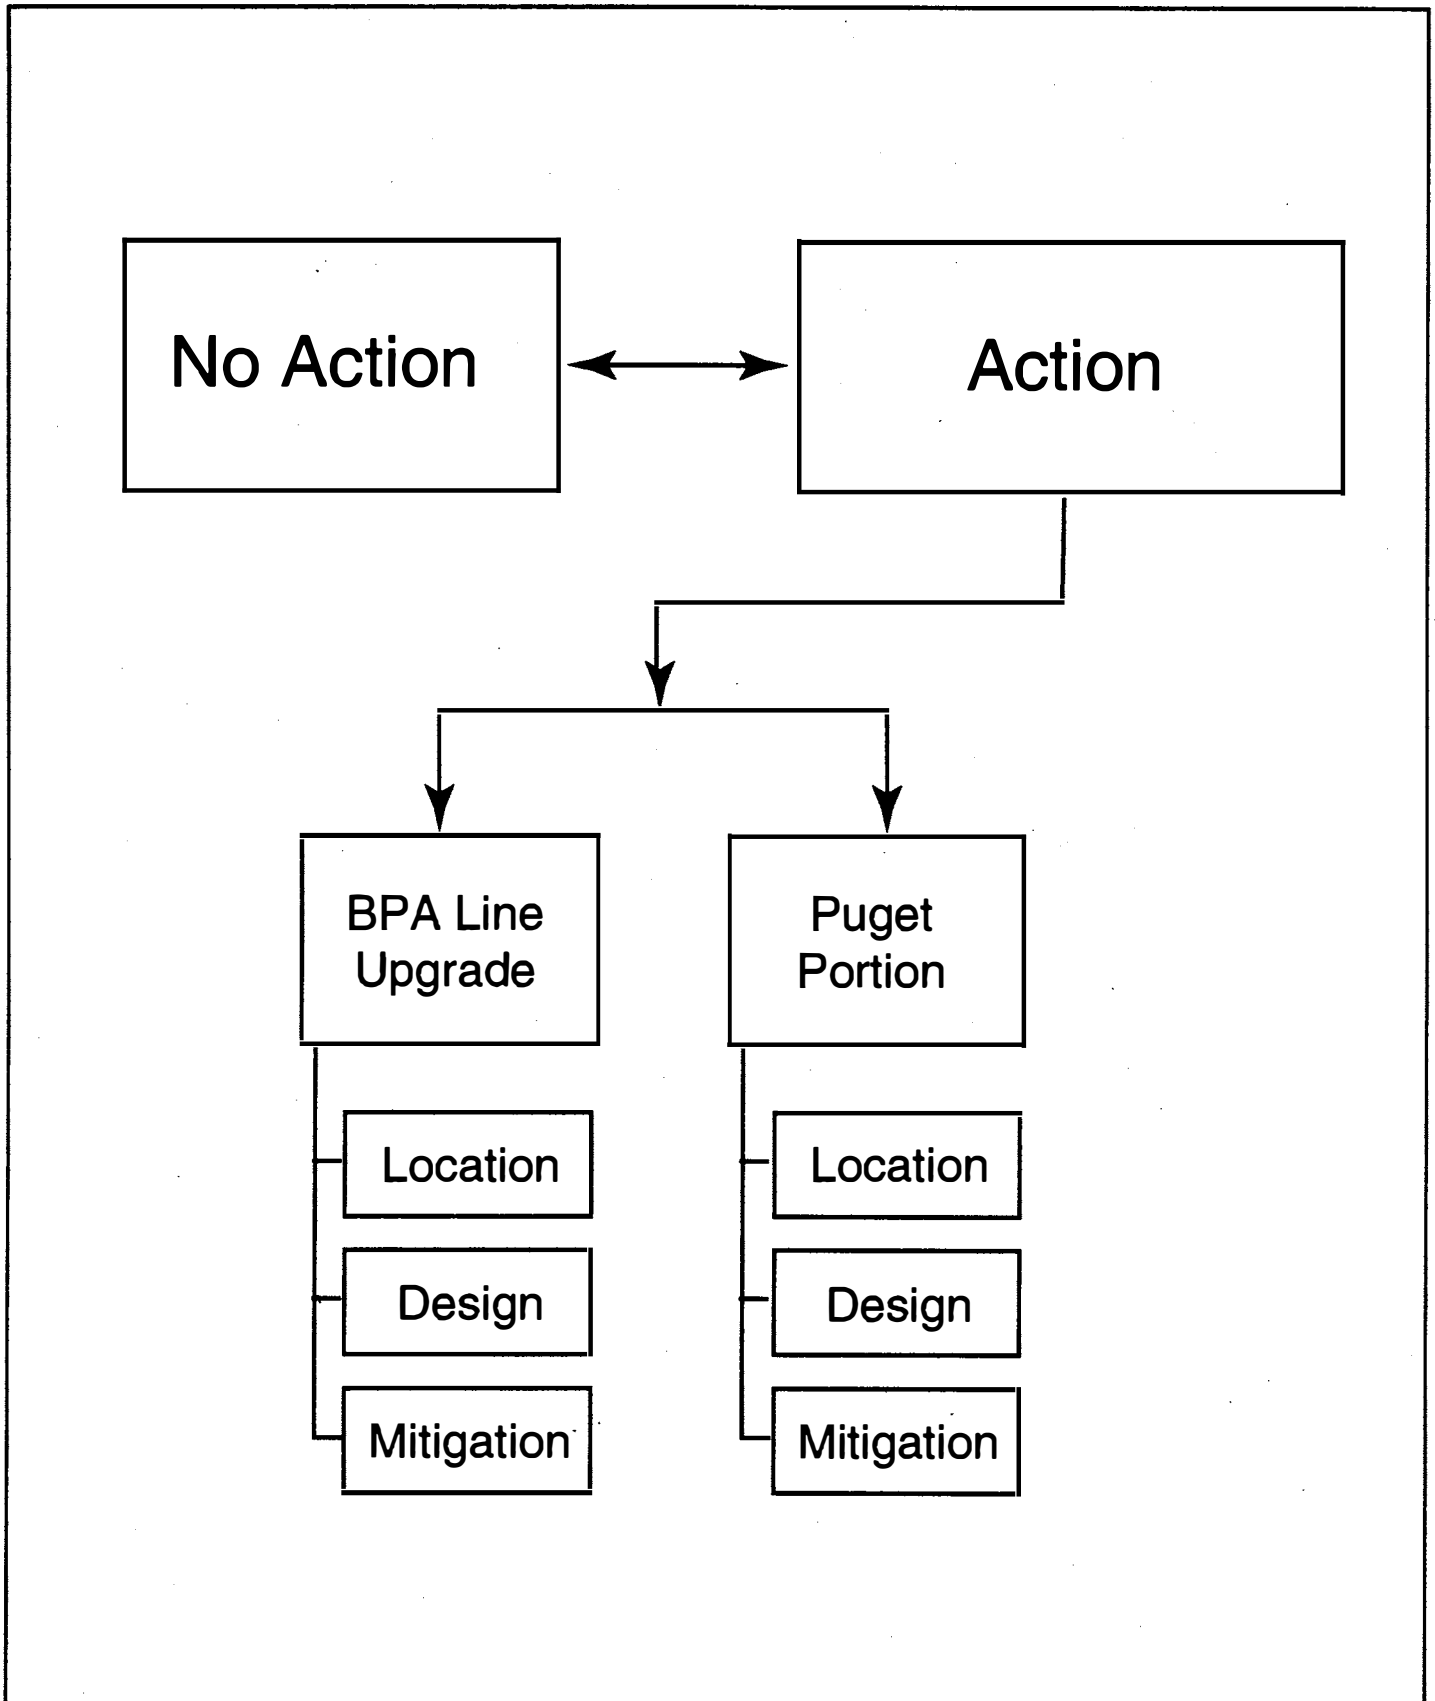 No Action
Action
BPA Line
Upgrade
Puget
Portion
Location
Design
Mitigation
Location
Design
Mitigation